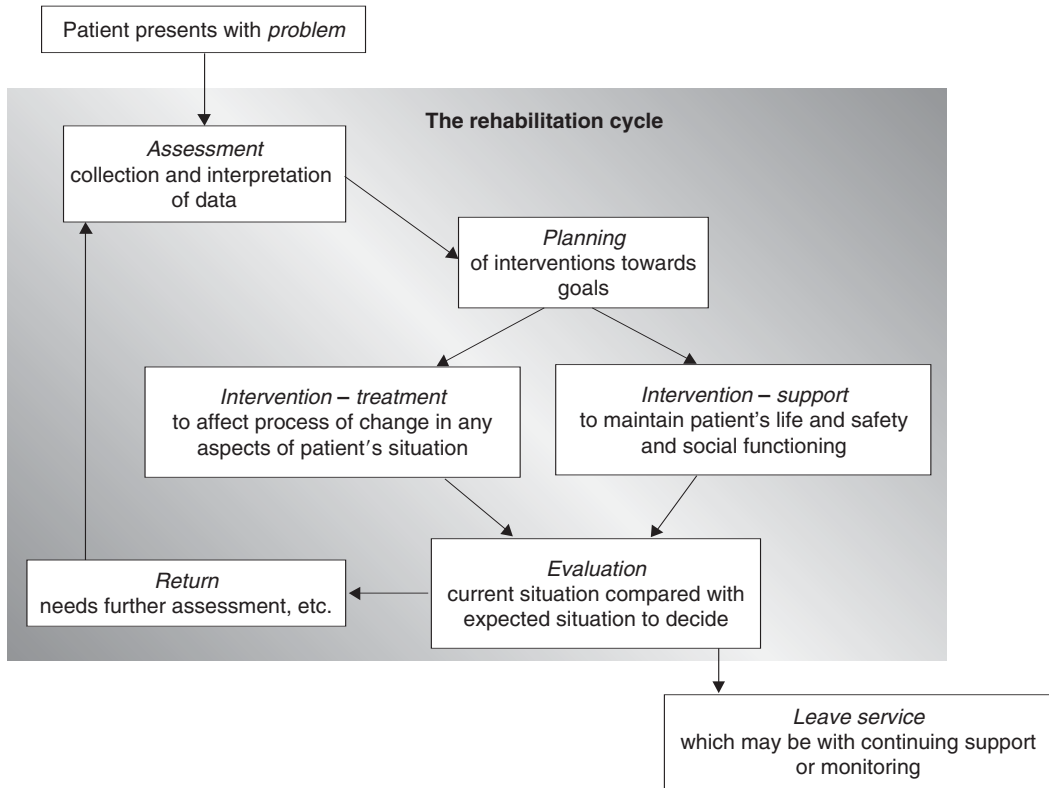 Patient presents with problem
The rehabilitation cycle
Assessment
collection and interpretation
of data
Planning
of interventions towards
goals
Intervention – treatment
to affect process of change in any
aspects of patient′s situation
Intervention – support
to maintain patient’s life and safety
and social functioning
Evaluation
current situation compared with
expected situation to decide
Return
needs further assessment, etc.
Leave service
which may be with continuing support
or monitoring